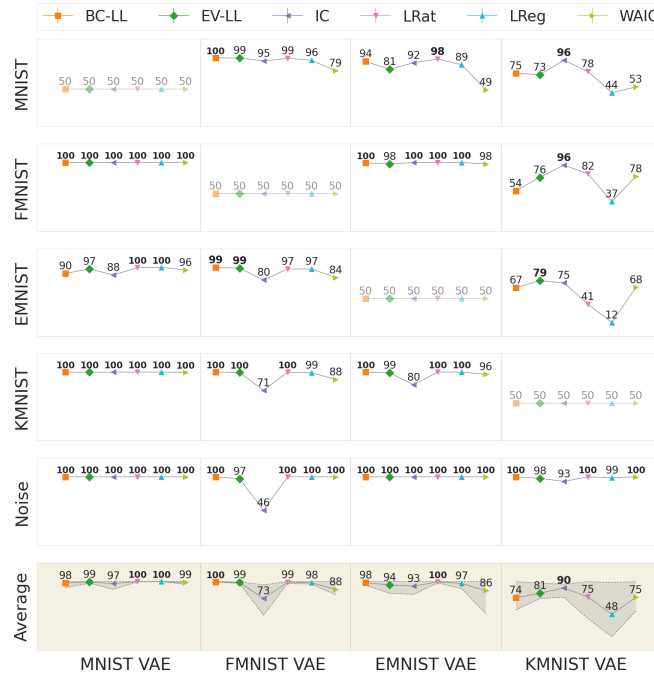 BC-LL EV-LL IC LRat LReg WAIC
MNIST
50 50 50 50 50 50
100 99 95 99 96 79
94 81 92 98 89 49
75 73 96 78 44 53
FMNIST
100 100 100 100 100 100
50 50 50 50 50 50
100 98 100 100 100 98
54 76 96 82 37 78
EMNIST
90 97 88 100 100 96
99 99 80 97 97 84
50 50 50 50 50 50
67 79 75 41 12 68
KMNIST
100 100 100 100 100 100
100 100 71 100 99 88
100 99 80 100 100 96
50 50 50 50 50 50
Noise
100 100 100 100 100 100
100 97 46 100 100 100
100 100 100 100 100 100
100 98 93 100 99 100
Average
98 99 97 100 100 99
100 99 73 99 98 88
98 94 93 100 97 86
74 81 90 75 48 75
MNIST VAE FMNIST VAE EMNIST VAE KMNIST VAE